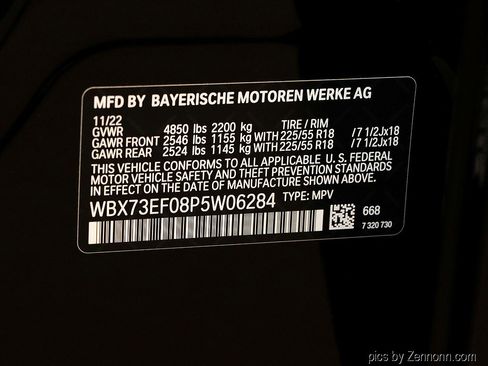 MFD BY BAYERISCHE MOTOREN WERKE AG
11/22
GVWR 4850 lbs 2200 kg TIRE / RIM
GAWR FRONT 2546 lbs 1155 kg WITH 225/55 R18 /7 1/2Jx18
GAWR REAR 2524 lbs 1145 kg WITH 225/55 R18 /7 1/2Jx18
THIS VEHICLE CONFORMS TO ALL APPLICABLE U. S. FEDERAL
MOTOR VEHICLE SAFETY AND THEFT PREVENTION STANDARDS
IN EFFECT ON THE DATE OF MANUFACTURE SHOWN ABOVE.
WBX73EF08P5W06284 TYPE: MPV
668
7 320 730
pics by Zennonn.com